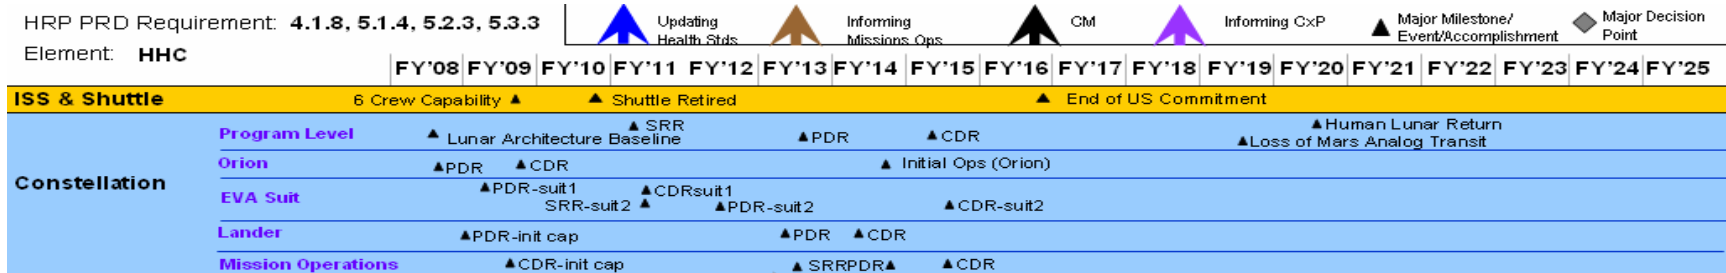 HRP PRD Requirement: 4.1.8, 5.1.4, 5.2.3, 5.3.3
Element: HHC
Updating
Health Stds
Informing
Missions Ops
CM
Informing CxP
Major Milestone/
Event/Accomplishment
Major Decision
Point
FY'08 FY'09 FY'10 FY'11 FY'12 FY'13 FY'14 FY'15 FY'16 FY'17 FY'18 FY'19 FY'20 FY'21 FY'22 FY'23 FY'24 FY'25
ISS & Shuttle 6 Crew Capability Shuttle Retired End of US Commitment
Constellation
Program Level
SRR
Lunar Architecture Baseline
PDR CDR
Human Lunar Return
Loss of Mars Analog Transit
Orion PDR CDR Initial Ops (Orion)
EVA Suit
PDR-suit1 CDRsuit1
SRR-suit2 PDR-suit2 CDR-suit2
Lander PDR-init cap PDR CDR
Mission Operations CDR-init cap SRRPDR CDR